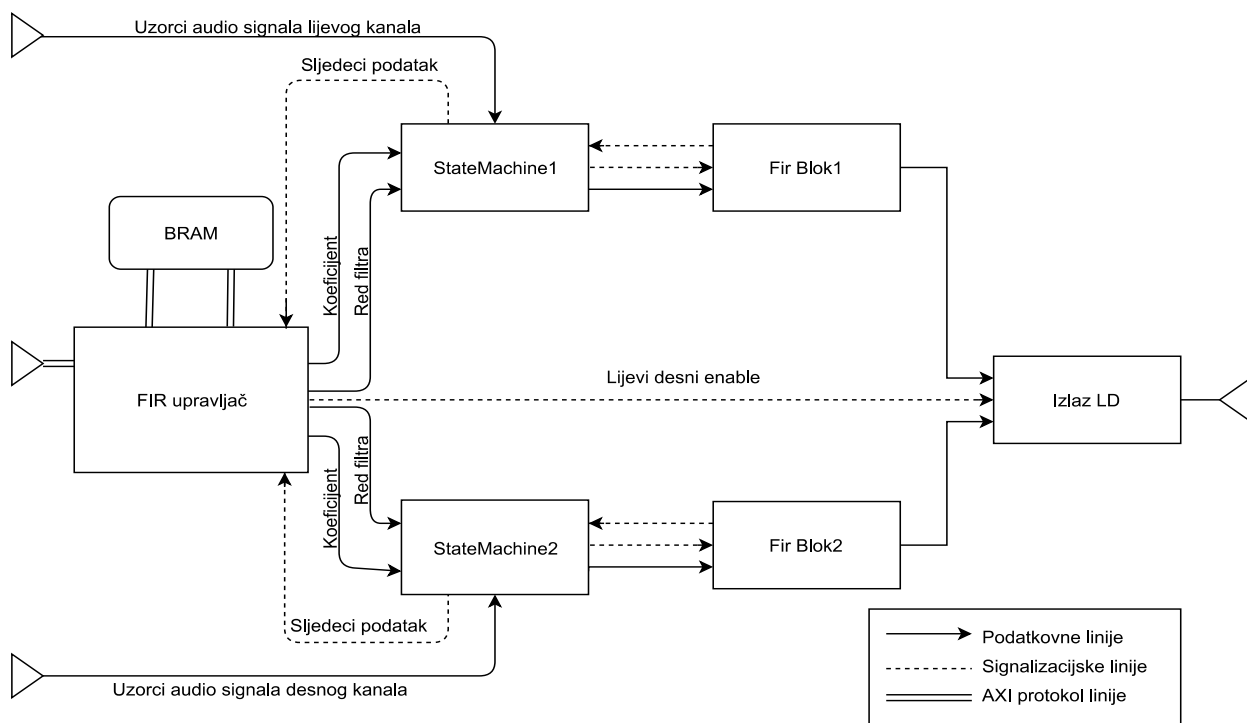 Uzorci audio signala lijevog kanala
Sljedeci podatak
StateMachine1
Fir Blok1
BRAM
Koeficijent
Red filtra
FIR upravljač
Lijevi desni enable
Izlaz LD
Koeficijent
Red filtra
StateMachine2
Fir Blok2
Sljedeci podatak
Uzorci audio signala desnog kanala
Podatkovne linije
Signalizacijske linije
AXI protokol linije